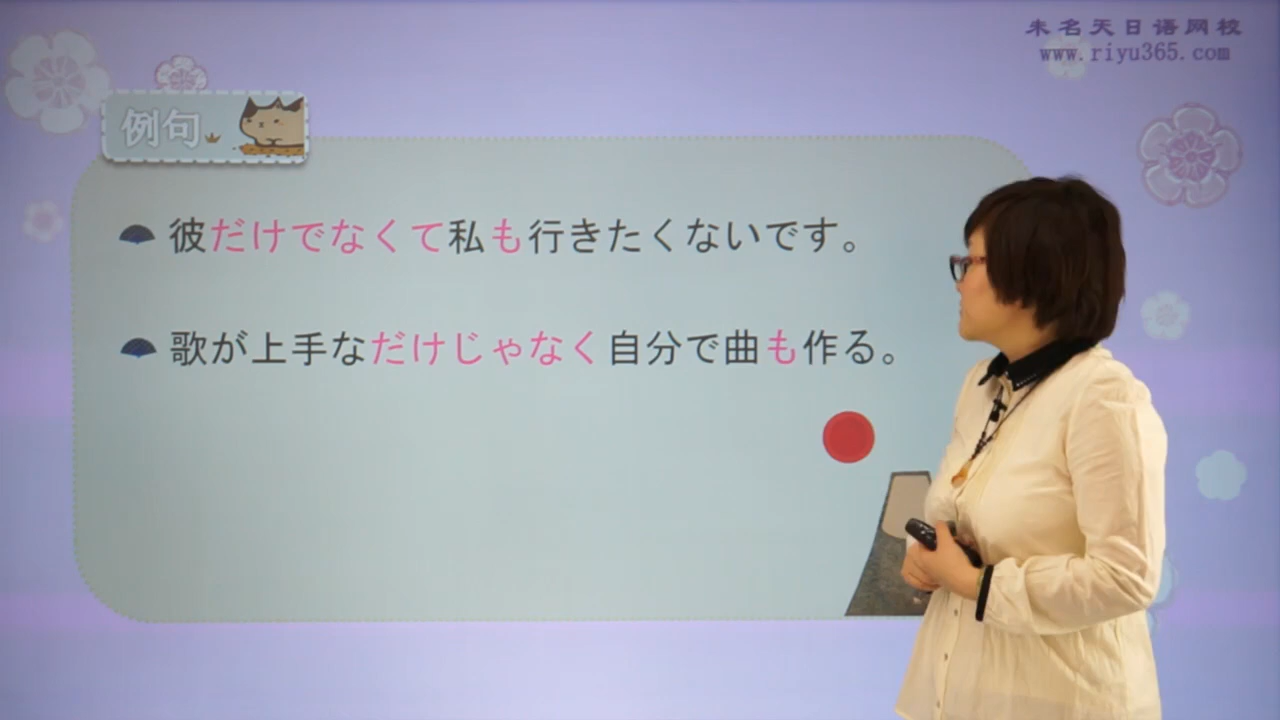 未名天日语网校
www.riyu365.com
例句
彼だけでなくて私も行きたくないです。
歌が上手なだけじゃなく自分で曲も作る。